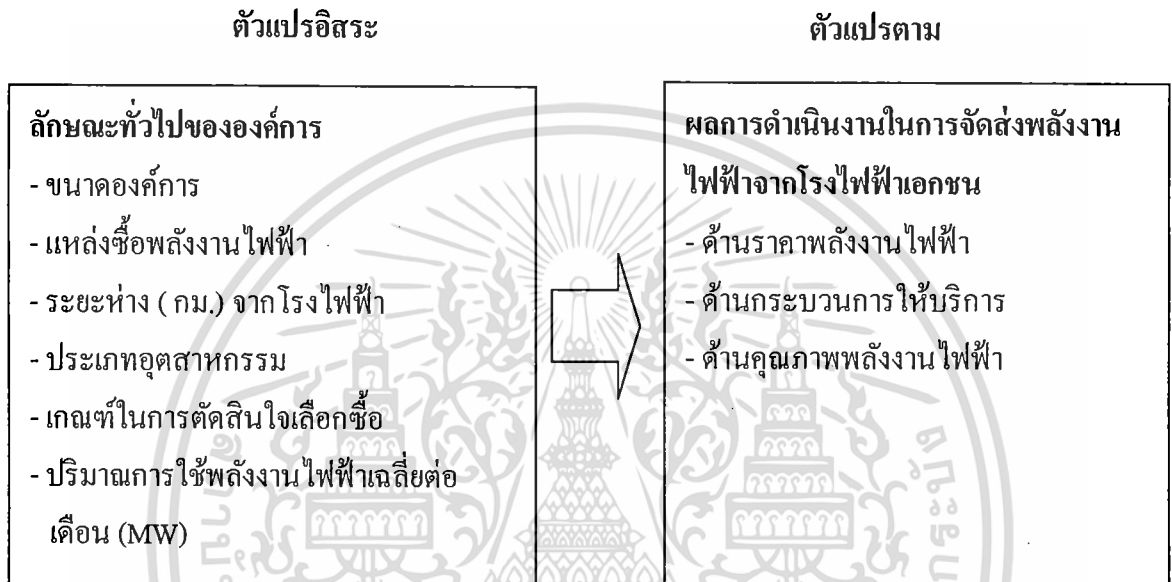 ตัวแปรอิสระ
ตัวแปรตาม
ลักษณะทั่วไปขององค์การ
- ขนาดองค์การ
- แหล่งซื้อพลังงานไฟฟ้า
- ระยะห่าง ( กม.) จากโรงไฟฟ้า
- ประเภทอุตสาหกรรม
- เกณฑ์ในการตัดสินใจเลือกซื้อ
- ปริมาณการใช้พลังงานไฟฟ้าเฉลี่ยต่อ
เดือน (MW)
ผลการดำเนินงานในการจัดส่งพลังงาน
ไฟฟ้าจากโรงไฟฟ้าเอกชน
- ด้านราคาพลังงานไฟฟ้า
- ด้านกระบวนการให้บริการ
- ด้านคุณภาพพลังงานไฟฟ้า